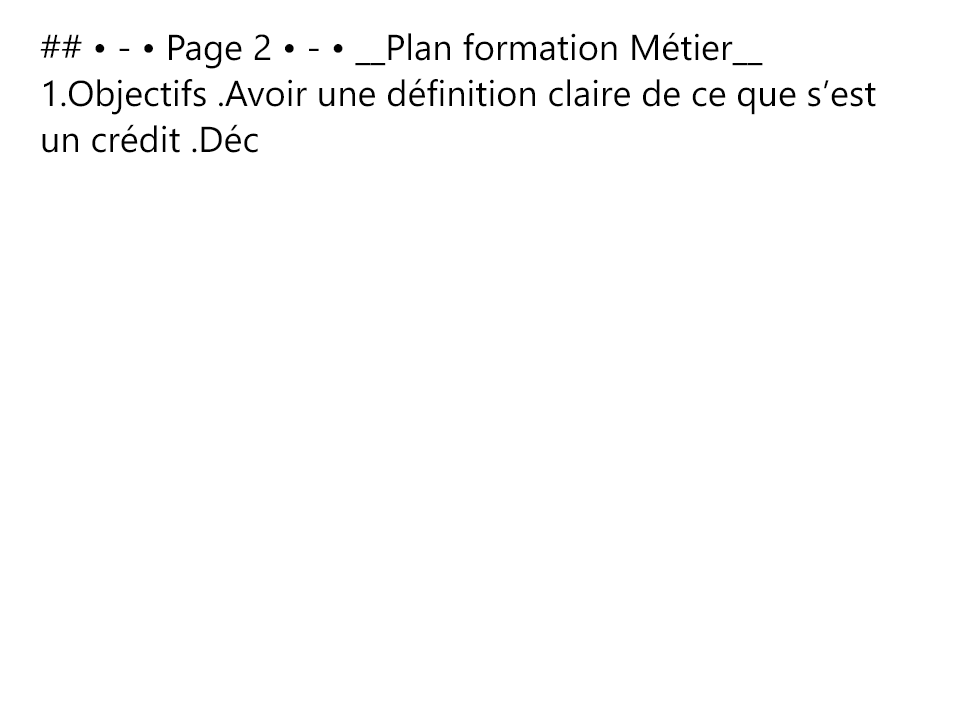 ## • - • Page 2 • - • __Plan formation Métier__
1.Objectifs .Avoir une définition claire de ce que s’est
un crédit .Déc